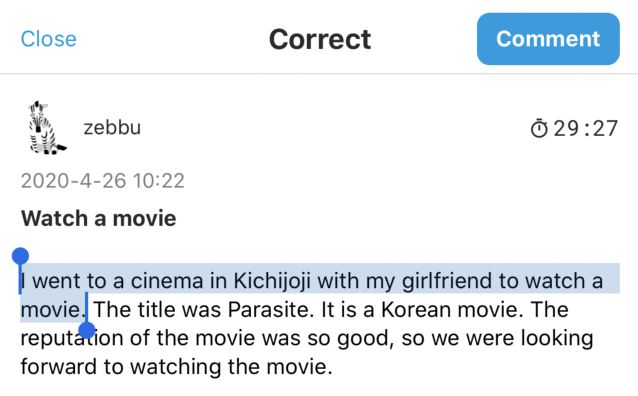 Close
Correct
Comment
zebbu
29:27
2020-4-26 10:22
Watch a movie
I went to a cinema in Kichijoji with my girlfriend to watch a
movie. The title was Parasite. It is a Korean movie. The
reputation of the movie was so good, so we were looking
forward to watching the movie.